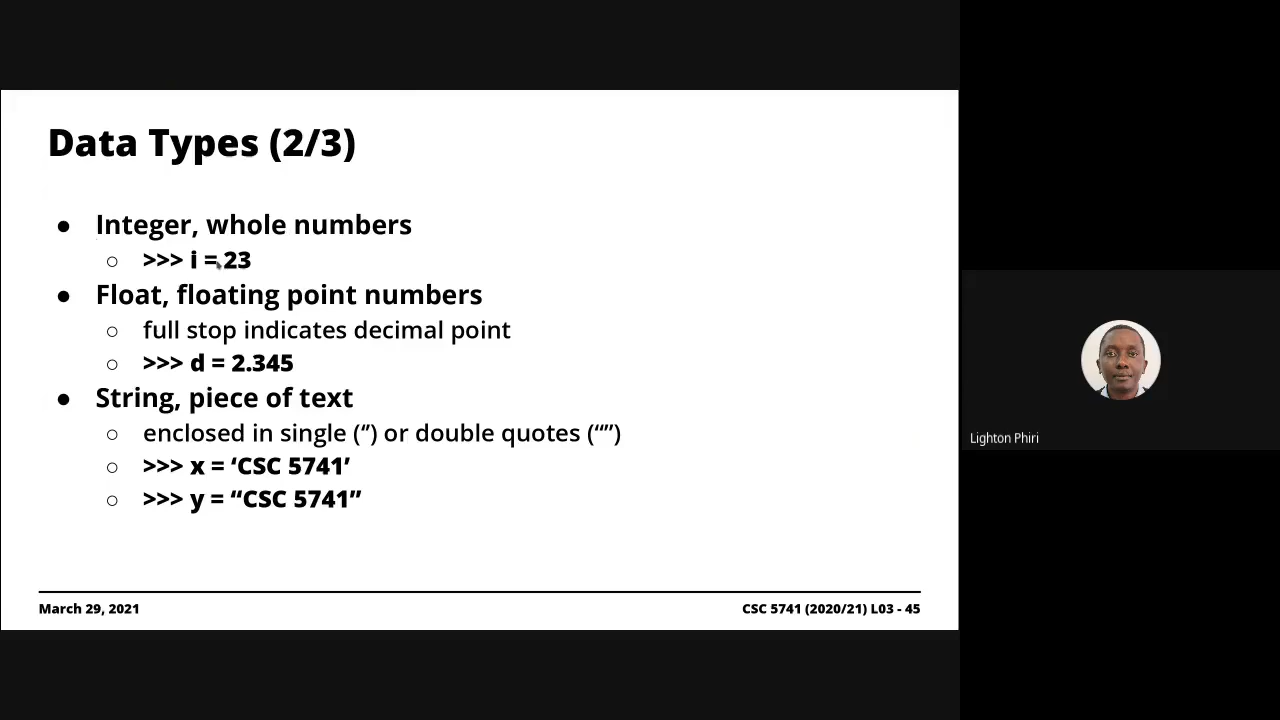 Data Types (2/3)
● Integer, whole numbers
○ >>> i = 23
● Float, floating point numbers
○ full stop indicates decimal point
○ >>> d = 2.345
● String, piece of text
○ enclosed in single (‘’) or double quotes (“”)
○ >>> x = ‘CSC 5741’
○ >>> y = “CSC 5741”
March 29, 2021
CSC 5741 (2020/21) L03 - 45
Lighton Phiri